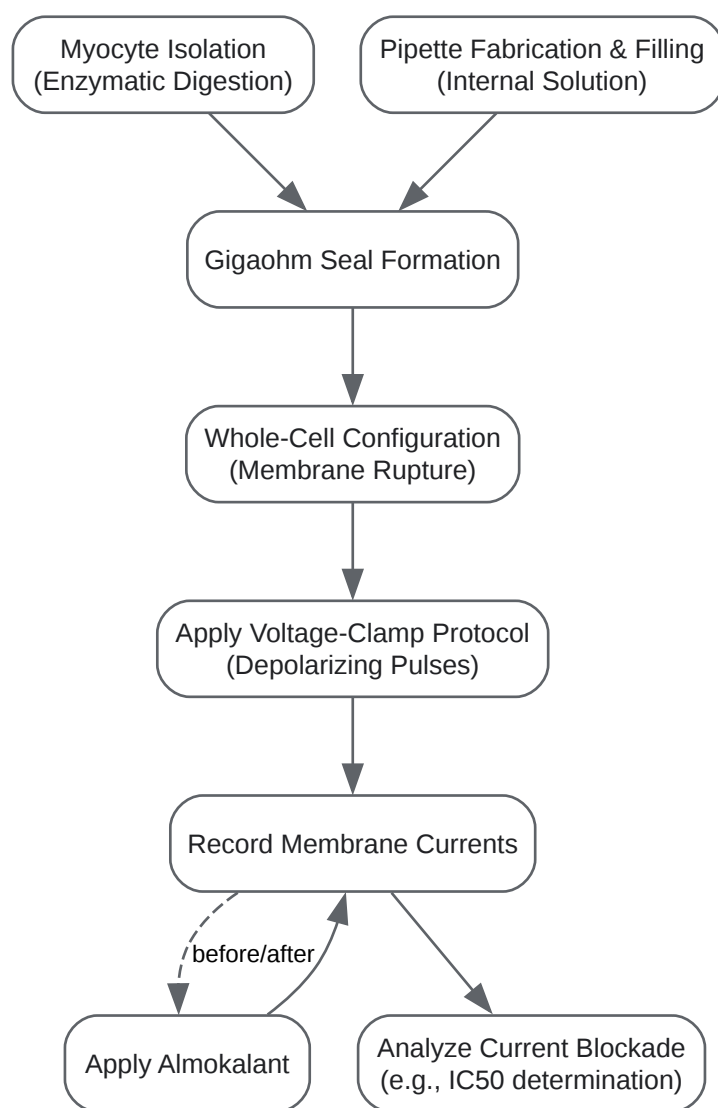 Myocyte Isolation
(Enzymatic Digestion)
Pipette Fabrication & Filling
(Internal Solution)
Gigaohm Seal Formation
Whole-Cell Configuration
(Membrane Rupture)
Apply Voltage-Clamp Protocol
(Depolarizing Pulses)
Record Membrane Currents
before/after
Apply Almokalant
Analyze Current Blockade
(e.g., IC50 determination)